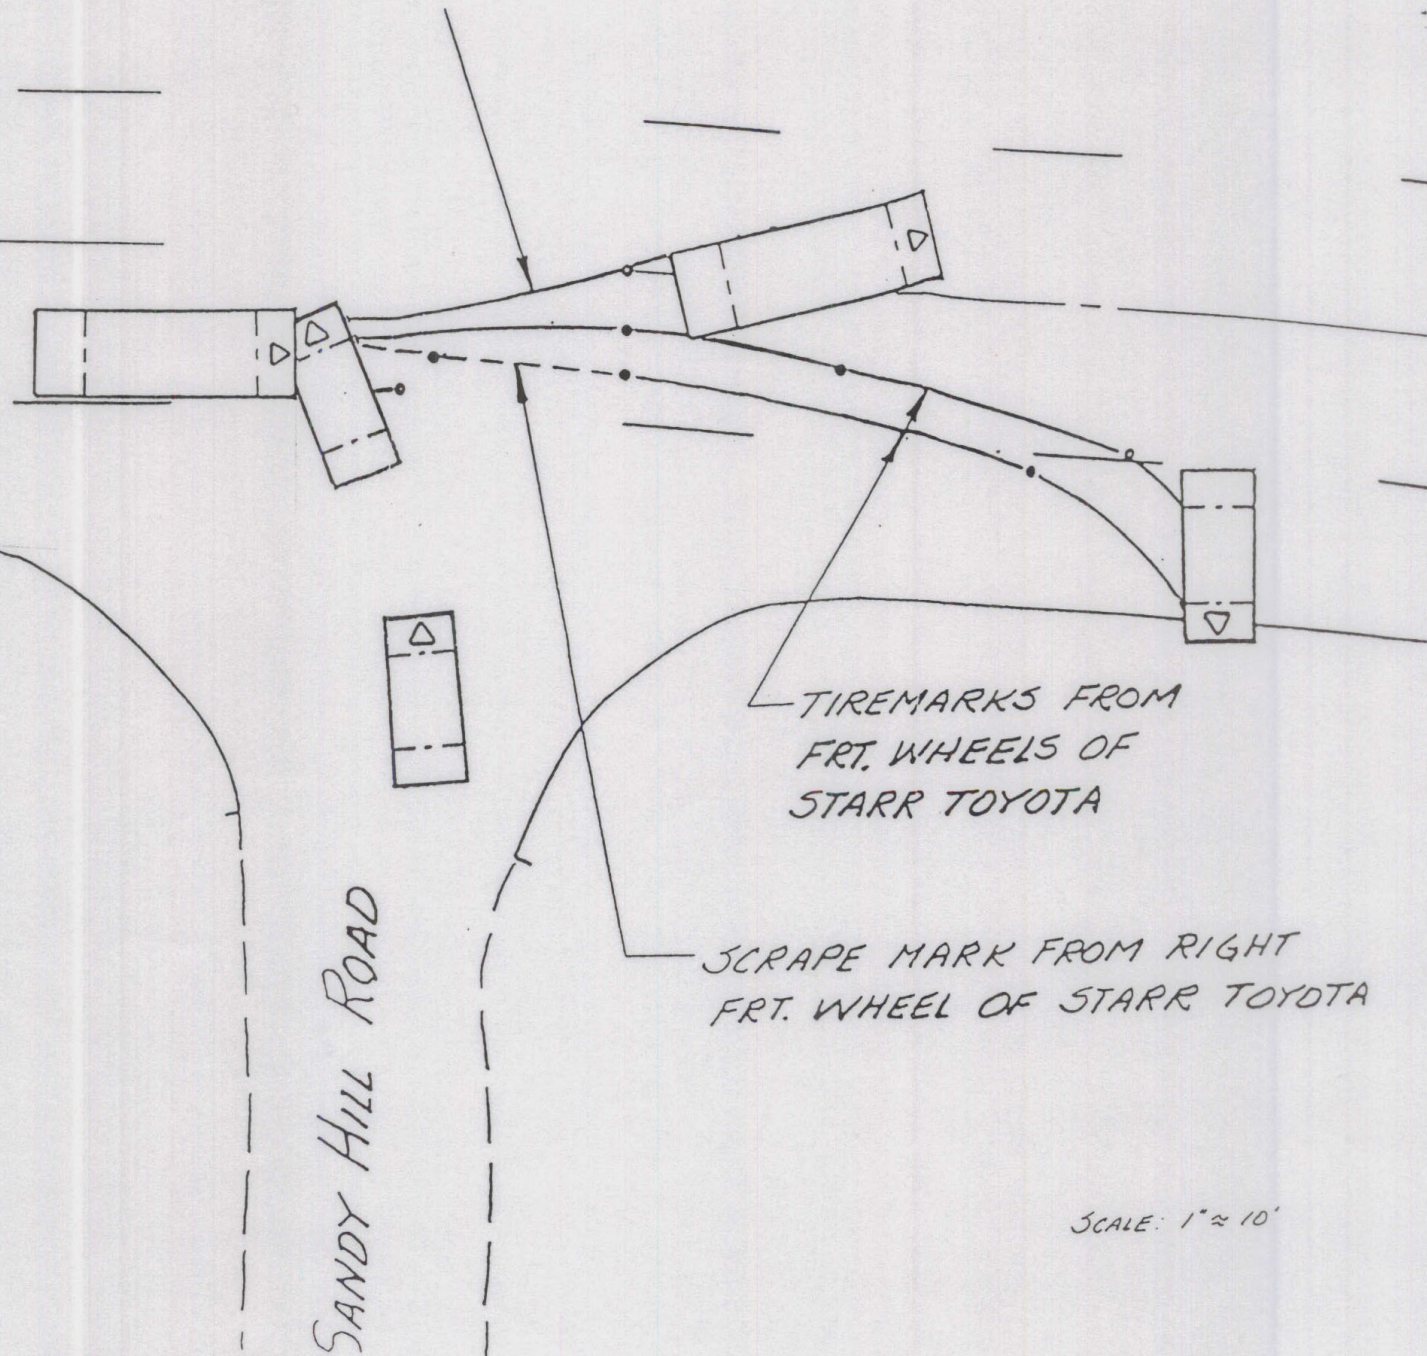 TIREMARKS FROM
FRT. WHEELS OF
STARR TOYOTA
SCRAPE MARK FROM RIGHT
FRT. WHEEL OF STARR TOYOTA
SANDY HILL ROAD
SCALE: 1" ≈ 10'